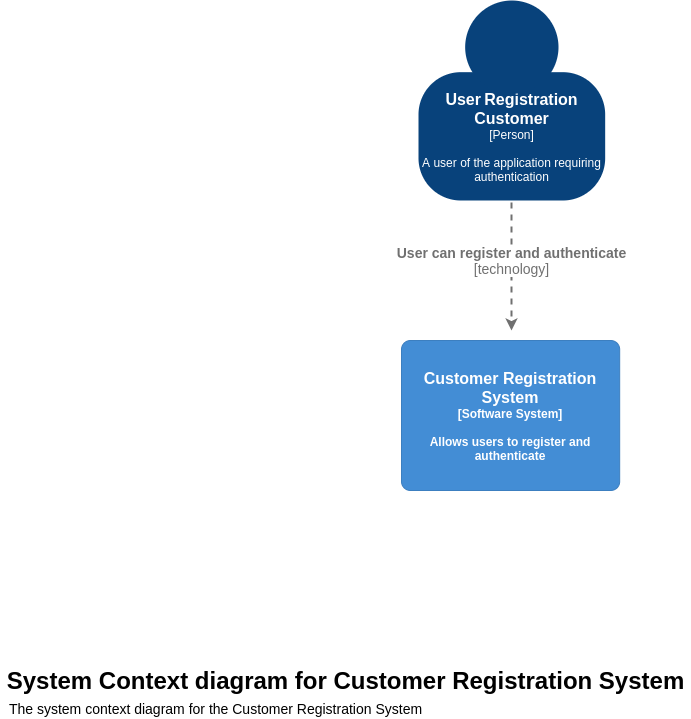 User Registration
Customer
[Person]
A user of the application requiring
authentication
User can register and authenticate
[technology]
Customer Registration
System
[Software System]
Allows users to register and
authenticate
System Context diagram for Customer Registration System
The system context diagram for the Customer Registration System